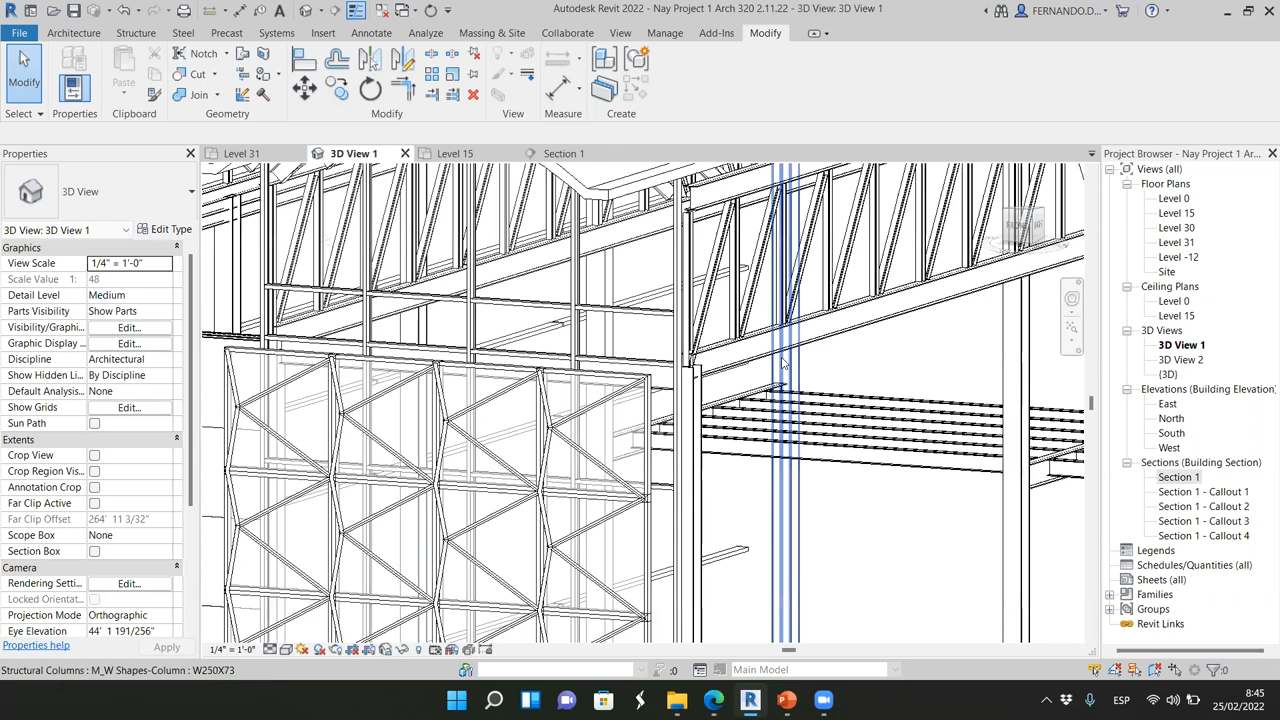 Autodesk Revit 2022 - Nay Project 1 Arch 320 2.11.22 - 3D View: 3D View 1
FERNANDO.D...
File Architecture Structure Steel Precast Systems Insert Annotate Analyze Massing & Site Collaborate View Manage Add-Ins Modify
Modify
Paste
Notch
Cut
Join
Select Properties Clipboard Geometry Modify View Measure Create
Properties
Level 31
3D View 1
Level 15
Section 1
Project Browser - Nay Project 1 Ar...
3D View
3D View: 3D View 1
Edit Type
Graphics
View Scale 1/4" = 1'-0"
Scale Value 1: 48
Detail Level Medium
Parts Visibility Show Parts
Visibility/Graphi... Edit...
Graphic Display ... Edit...
Discipline Architectural
Show Hidden Li... By Discipline
Default Analysis... None
Show Grids Edit...
Sun Path
Extents
Crop View
Crop Region Vis...
Annotation Crop
Far Clip Active
Far Clip Offset 264' 11 3/32"
Scope Box None
Section Box
Camera
Rendering Setti... Edit...
Locked Orientat...
Projection Mode Orthographic
Eye Elevation 44' 1 191/256"
Properties help
Apply
Views (all)
Floor Plans
Level 0
Level 15
Level 30
Level 31
Level -12
Site
Ceiling Plans
Level 0
Level 15
3D Views
3D View 1
3D View 2
{3D}
Elevations (Building Elevation)
East
North
South
West
Sections (Building Section)
Section 1
Section 1 - Callout 1
Section 1 - Callout 2
Section 1 - Callout 3
Section 1 - Callout 4
Legends
Schedules/Quantities (all)
Sheets (all)
Families
Groups
Revit Links
1/4" = 1'-0"
Structural Columns : M_W Shapes-Column : W250X73
:0
Main Model
:0
ESP
8:45
25/02/2022